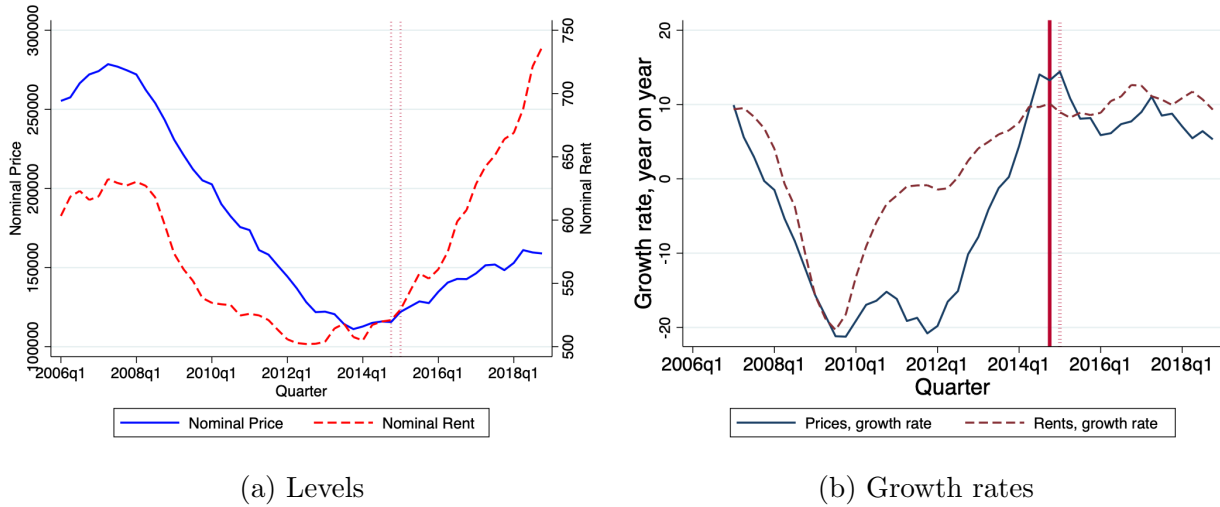 300000
250000
200000
150000
100000
Nominal Price
750
700
650
600
550
500
Nominal Rent
2006q1 2008q1 2010q1 2012q1 2014q1 2016q1 2018q1
Quarter
Nominal Price Nominal Rent
(a) Levels
20
10
0
-10
-20
Growth rate, year on year
2006q1 2008q1 2010q1 2012q1 2014q1 2016q1 2018q1
Quarter
Prices, growth rate Rents, growth rate
(b) Growth rates